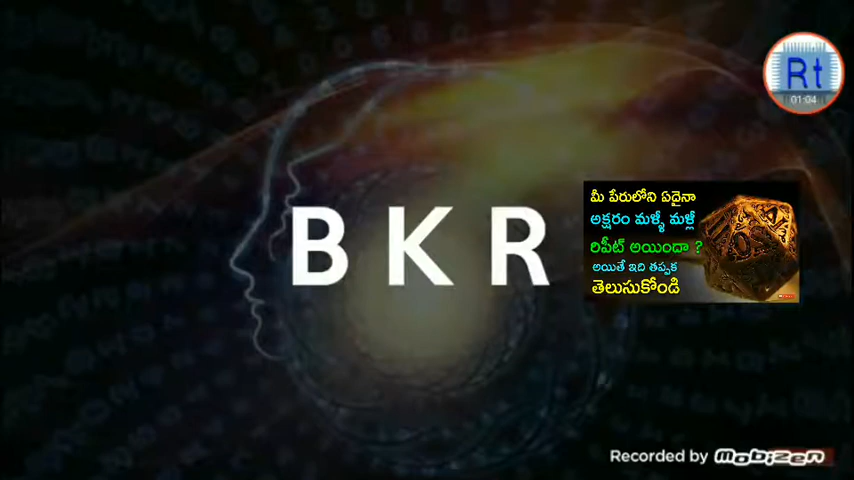 Rt
01:04
B K R
మీ పేరులోని ఏదైనా
అక్షరం మళ్ళీ మళ్లీ
రిపీట్ అయిందా ?
అయితే ఇది తప్పక
తెలుసుకోండి
Recorded by mobizen